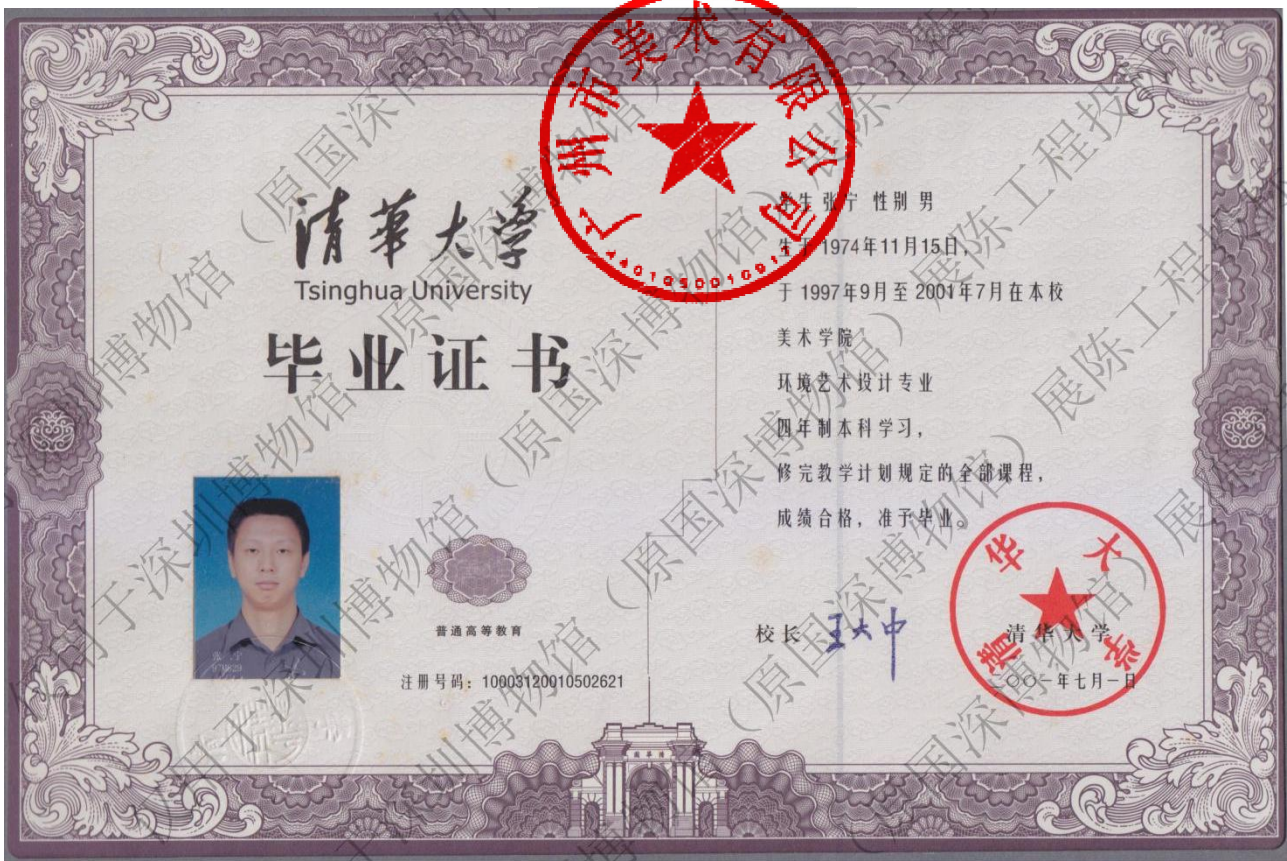 清華大学
Tsinghua University
毕业证书
普通高等教育
注册号码：10003120010502621
广州市美术有限公司
学生 张宁 性别 男
生于 1974年11月15日，
于 1997年9月至 2001年7月在本校
美术学院
环境艺术设计专业
四年制本科学习，
修完教学计划规定的全部课程，
成绩合格，准予毕业。
校长 王大中
清华大学
清华大学
二○○一年七月一日
用于深圳博物馆（原国深博物馆）展陈工程投